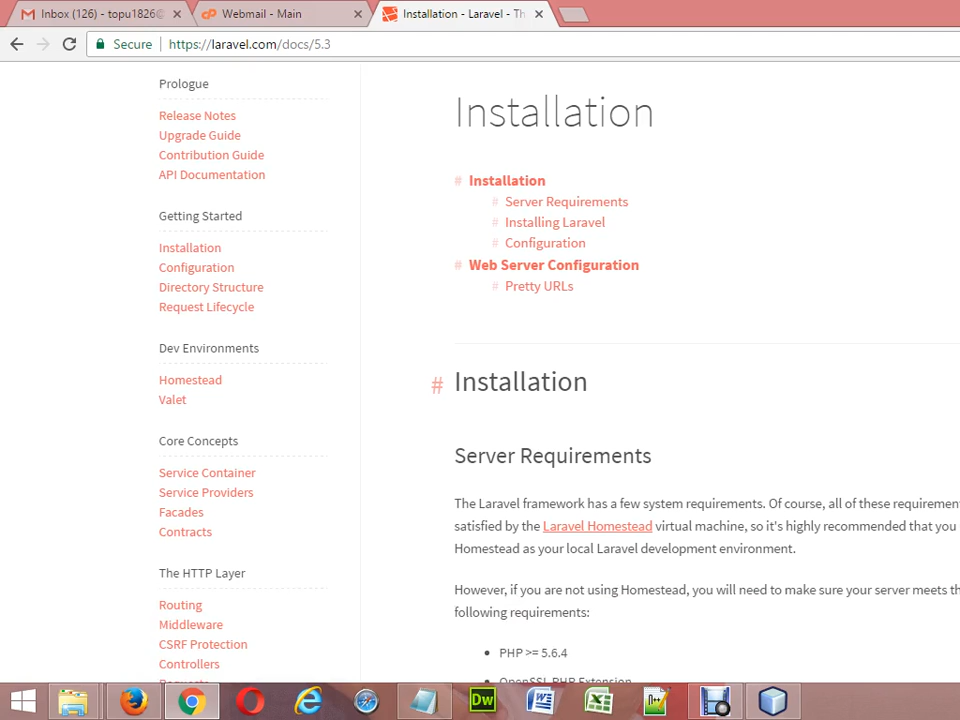 Inbox (126) - topu1826@
Webmail - Main
Installation - Laravel - Th
Secure
https://laravel.com/docs/5.3
Prologue
Release Notes
Upgrade Guide
Contribution Guide
API Documentation
Getting Started
Installation
Configuration
Directory Structure
Request Lifecycle
Dev Environments
Homestead
Valet
Core Concepts
Service Container
Service Providers
Facades
Contracts
The HTTP Layer
Routing
Middleware
CSRF Protection
Controllers
Installation
# Installation
# Server Requirements
# Installing Laravel
# Configuration
# Web Server Configuration
# Pretty URLs
# Installation
Server Requirements
The Laravel framework has a few system requirements. Of course, all of these requirement
satisfied by the Laravel Homestead virtual machine, so it's highly recommended that you
Homestead as your local Laravel development environment.
However, if you are not using Homestead, you will need to make sure your server meets th
following requirements:
• PHP >= 5.6.4
• OpenSSL PHP Extension
Dw